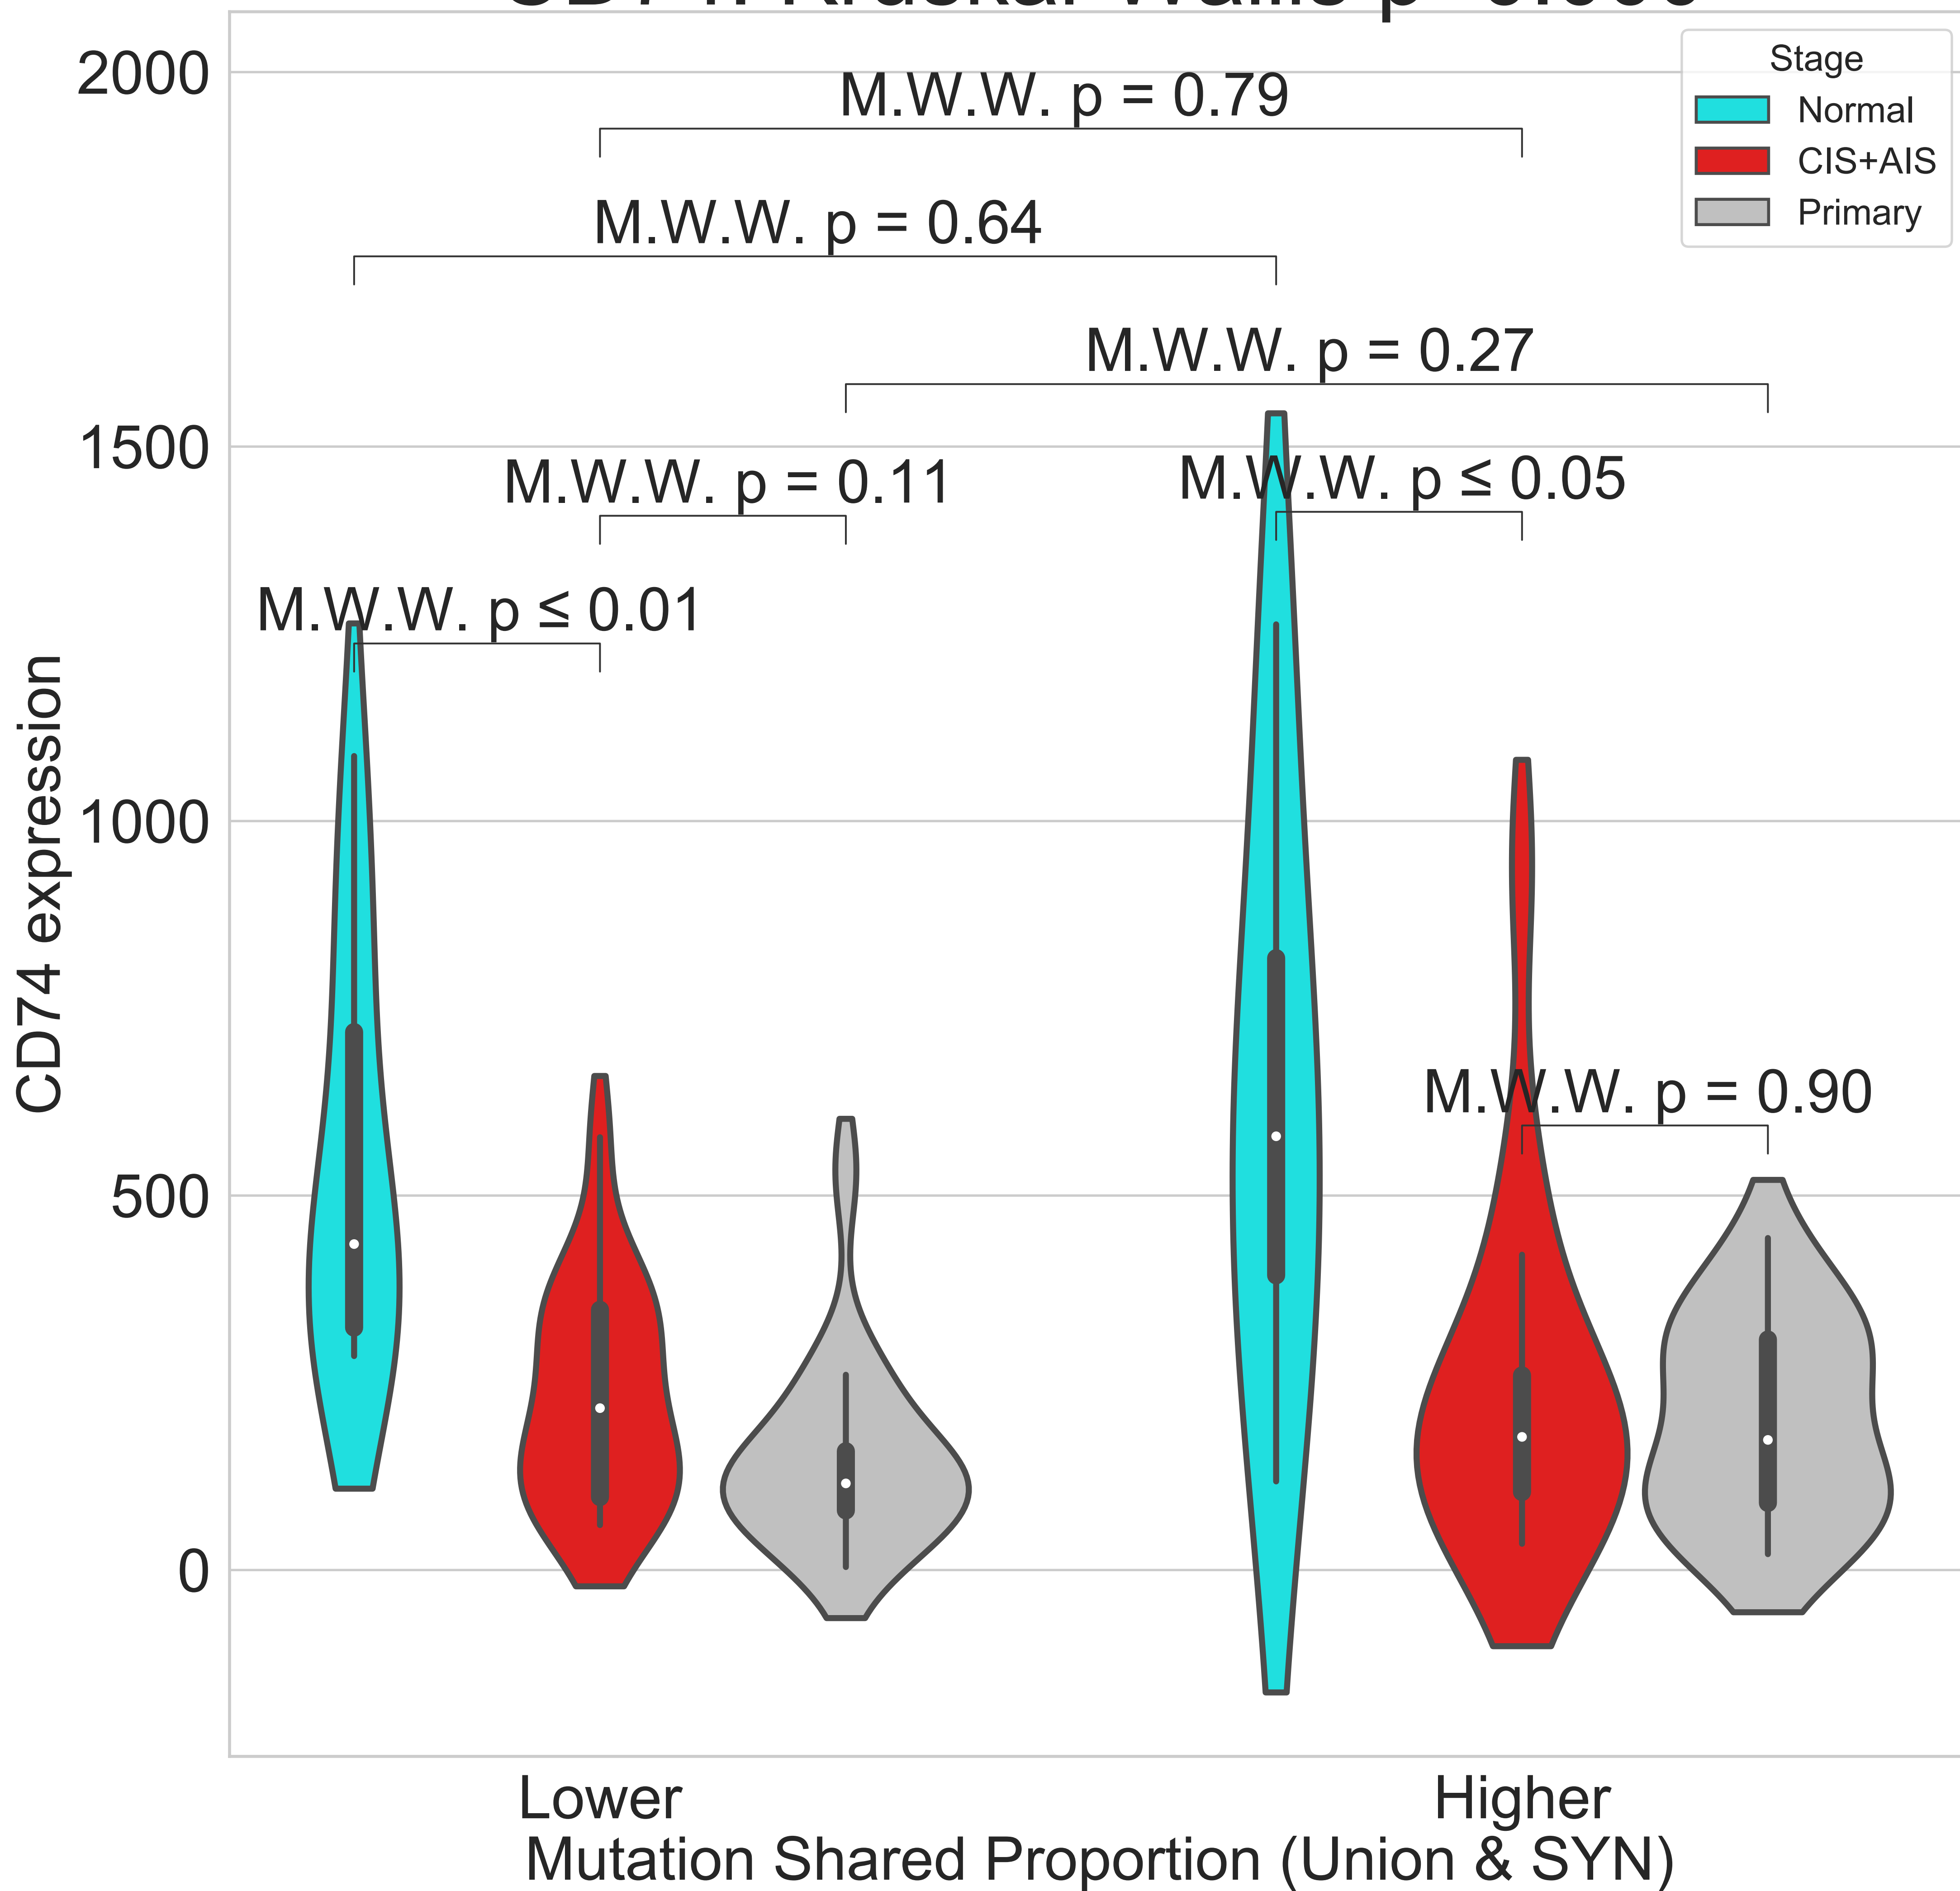 Stage
Normal
CIS+AIS
Primary
2000
1500
1000
500
0
CD74 expression
M.W.W. p = 0.79
M.W.W. p = 0.64
M.W.W. p = 0.27
M.W.W. p = 0.11
M.W.W. p ≤ 0.05
M.W.W. p ≤ 0.01
M.W.W. p = 0.90
Lower
Higher
Mutation Shared Proportion (Union & SYN)